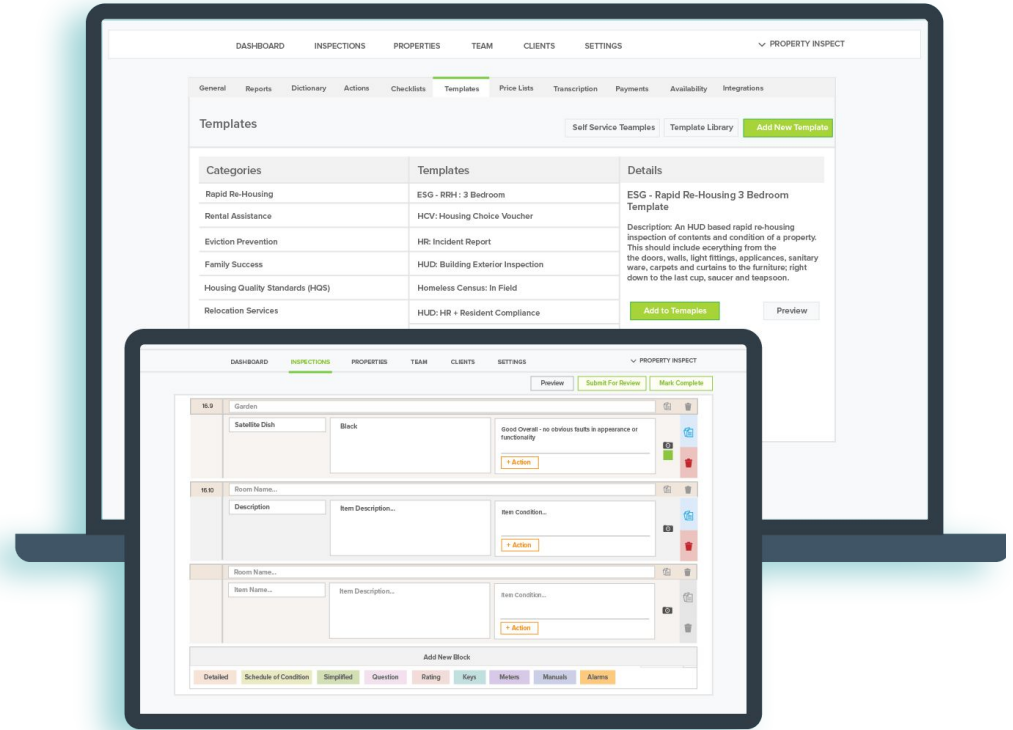 DASHBOARD INSPECTIONS PROPERTIES TEAM CLIENTS SETTINGS PROPERTY INSPECT
General Reports Dictionary Actions Checklists Templates Price Lists Transcription Payments Availability Integrations
Templates
Self Service Teamples Template Library Add New Template
Categories
Rapid Re-Housing
Rental Assistance
Eviction Prevention
Family Success
Housing Quality Standards (HQS)
Relocation Services
Templates
ESG - RRH : 3 Bedroom
HCV: Housing Choice Voucher
HR: Incident Report
HUD: Building Exterior Inspection
Homeless Census: In Field
HUD: HR + Resident Compliance
Details
ESG - Rapid Re-Housing 3 Bedroom
Template
Description: An HUD based rapid re-housing
inspection of contents and condition of a property.
This should include ecerything from the
the doors, walls, light fittings, applicances, sanitary
ware, carpets and curtains to the furniture; right
down to the last cup, saucer and teapsoon.
Add to Temaples Preview
DASHBOARD INSPECTIONS PROPERTIES TEAM CLIENTS SETTINGS PROPERTY INSPECT
Preview Submit For Review Mark Complete
16.9 Garden
Satellite Dish Black
Good Overall - no obvious faults in appearance or
functionality
+ Action
16.10 Room Name...
Description Item Description... Item Condition...
+ Action
Room Name...
Item Name... Item Description... Item Condition...
+ Action
Add New Block
Detailed Schedule of Condition Simplified Question Rating Keys Meters Manuals Alarms